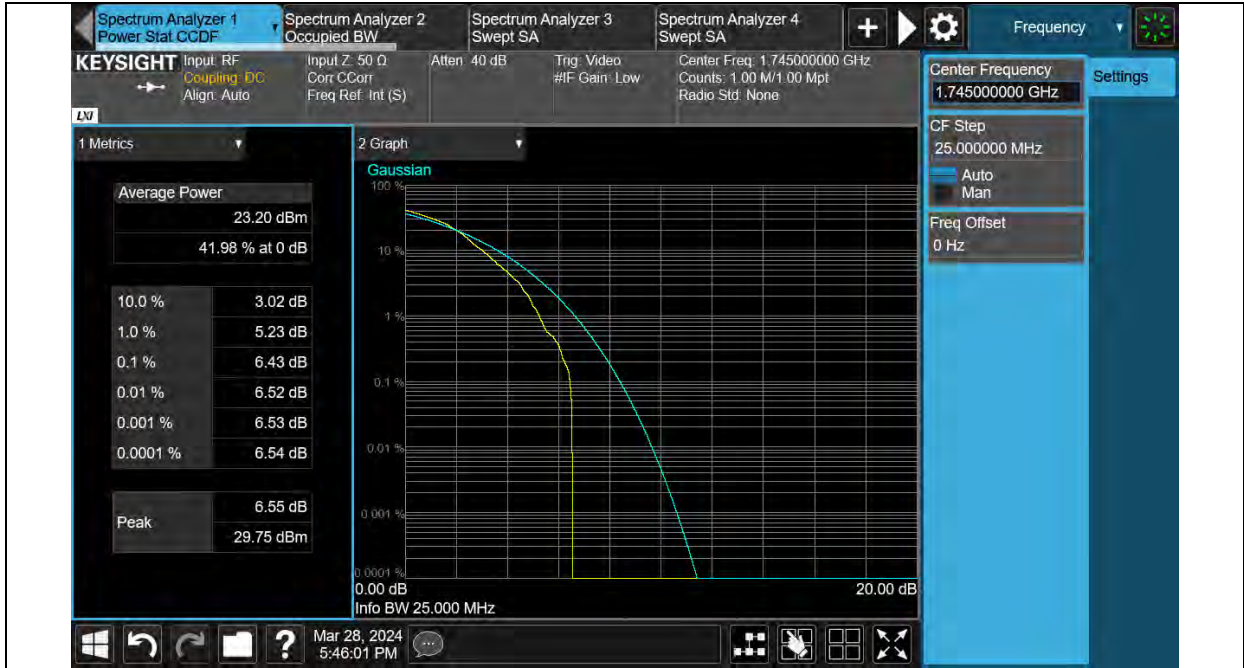 Spectrum Analyzer 1
Power Stat CCDF
Spectrum Analyzer 2
Occupied BW
Spectrum Analyzer 3
Swept SA
Spectrum Analyzer 4
Swept SA
Frequency
KEYSIGHT
Input: RF
Coupling: DC
Align: Auto
Input Z: 50 Ω
Corr CCorr
Freq Ref: Int (S)
Atten: 40 dB
Trig: Video
#IF Gain: Low
Center Freq: 1.745000000 GHz
Counts: 1.00 M/1.00 Mpt
Radio Std: None
LXI
Center Frequency
1.745000000 GHz
Settings
CF Step
25.000000 MHz
Auto
Man
Freq Offset
0 Hz
1 Metrics
Average Power
23.20 dBm
41.98 % at 0 dB
10.0 % 3.02 dB
1.0 % 5.23 dB
0.1 % 6.43 dB
0.01 % 6.52 dB
0.001 % 6.53 dB
0.0001 % 6.54 dB
Peak
6.55 dB
29.75 dBm
2 Graph
Gaussian
100 %
10 %
1 %
0.1 %
0.01 %
0.001 %
0.0001 %
0.00 dB 20.00 dB
Info BW 25.000 MHz
?
Mar 28, 2024
5:46:01 PM